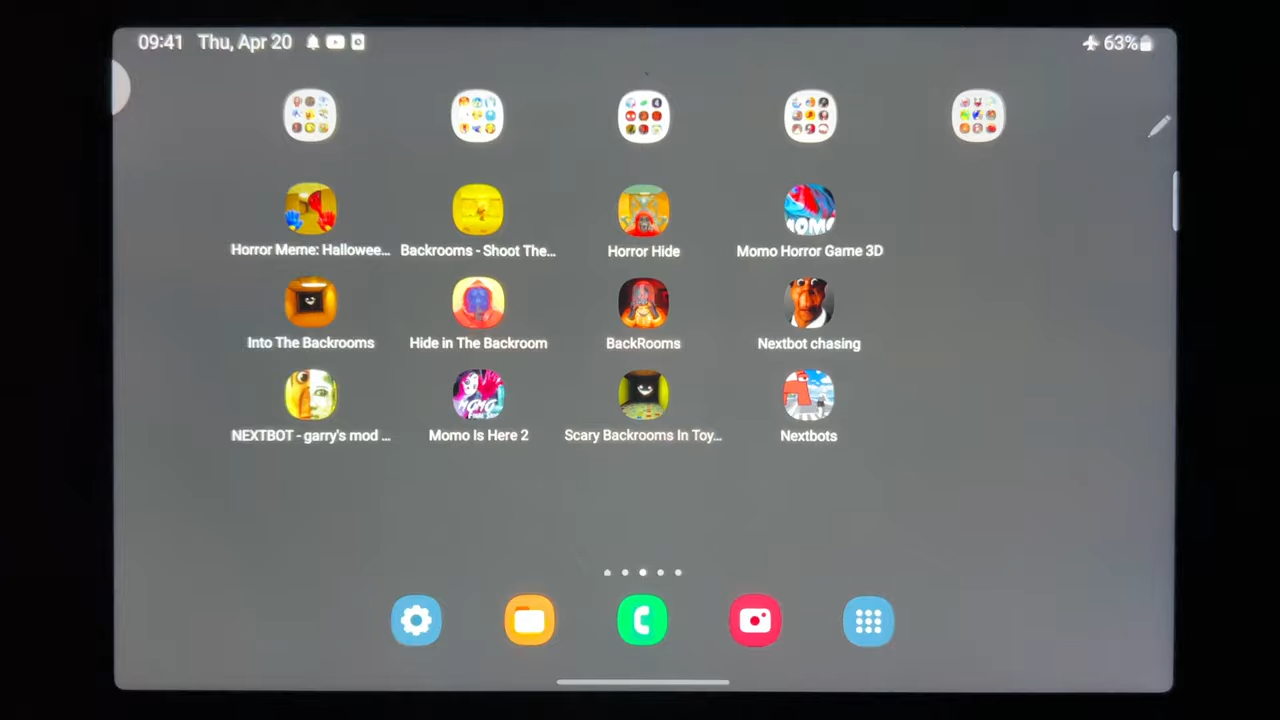 09:41 Thu, Apr 20 63%
Horror Meme: Hallowee... Backrooms - Shoot The... Horror Hide Momo Horror Game 3D
MOMO
Into The Backrooms Hide in The Backroom BackRooms Nextbot chasing
MOMO
NEXTBOT - garry's mod ... Momo Is Here 2 Scary Backrooms In Toy... Nextbots